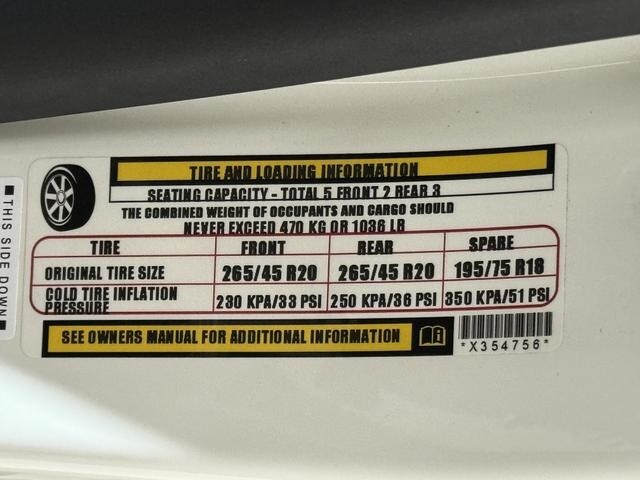 TIRE AND LOADING INFORMATION
SEATING CAPACITY - TOTAL 5 FRONT 2 REAR 3
THE COMBINED WEIGHT OF OCCUPANTS AND CARGO SHOULD
NEVER EXCEED 470 KG OR 1036 LB
TIRE FRONT REAR SPARE
ORIGINAL TIRE SIZE 265/45 R20 265/45 R20 195/75 R18
COLD TIRE INFLATION
PRESSURE 230 KPA/33 PSI 250 KPA/36 PSI 350 KPA/51 PSI
SEE OWNERS MANUAL FOR ADDITIONAL INFORMATION
*X354756*
THIS SIDE DOWN